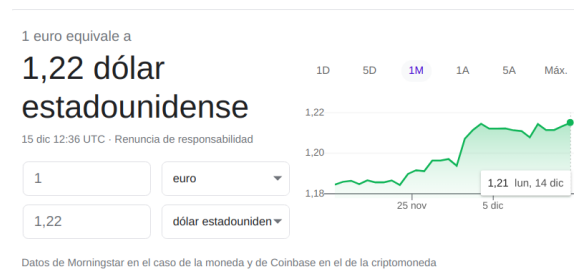 1 euro equivale a
1,22 dólar
estadounidense
15 dic 12:36 UTC · Renuncia de responsabilidad
1 euro
1,22 dólar estadouniden
1D 5D 1M 1A 5A Máx.
1,22
1,20
1,18
1,21 lun, 14 dic
25 nov 5 dic
Datos de Morningstar en el caso de la moneda y de Coinbase en el de la criptomoneda